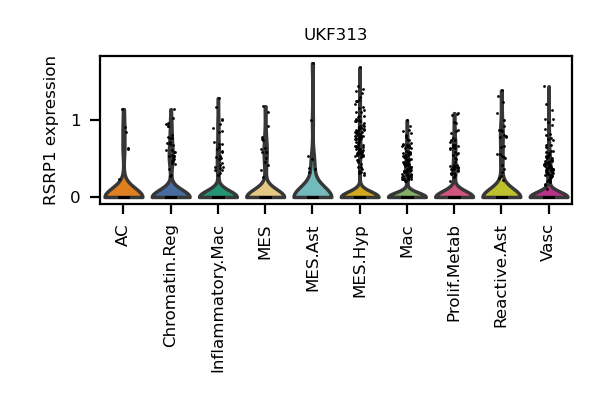 UKF313
RSRP1 expression
1
0
AC
Chromatin.Reg
Inflammatory.Mac
MES
MES.Ast
MES.Hyp
Mac
Prolif.Metab
Reactive.Ast
Vasc